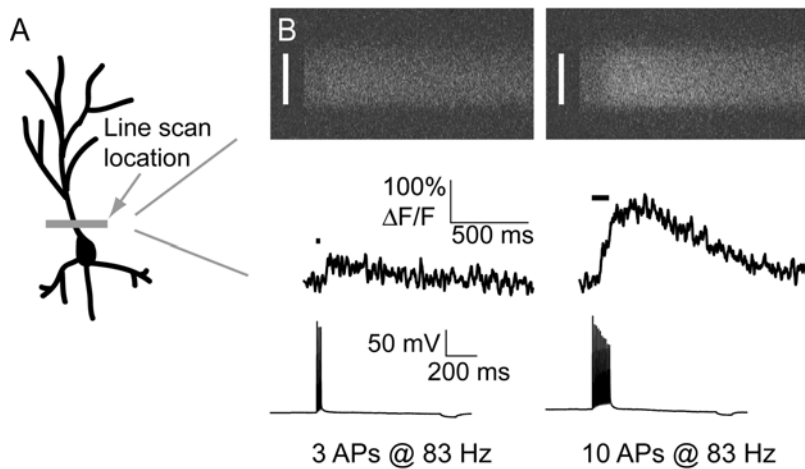 A
B
Line scan
location
100%
ΔF/F
500 ms
50 mV
200 ms
3 APs @ 83 Hz
10 APs @ 83 Hz